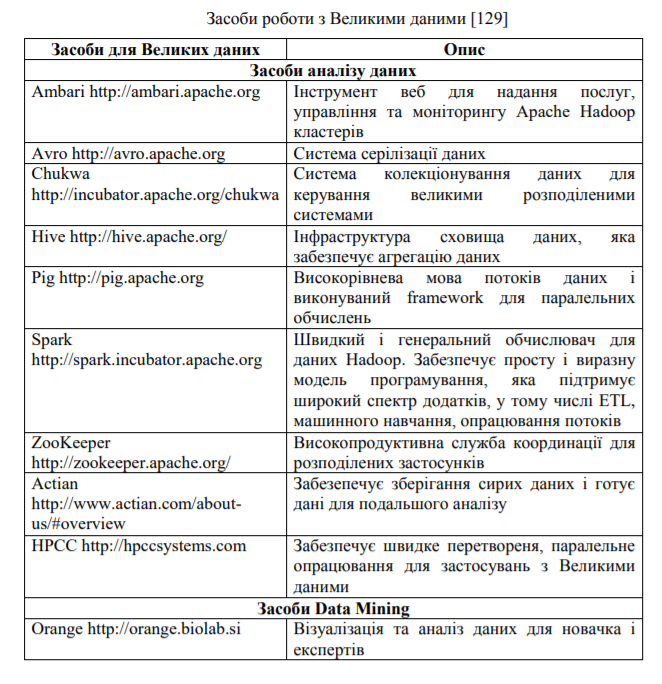 Засоби роботи з Великими даними [129]
Засоби для Великих даних Опис
Засоби аналізу даних
Ambari http://ambari.apache.org Інструмент веб для надання послуг,
управління та моніторингу Apache Hadoop
кластерів
Avro http://avro.apache.org Система серілізації даних
Chukwa Система колекціонування даних для
http://incubator.apache.org/chukwa керування великими розподіленими
системами
Hive http://hive.apache.org/ Інфраструктура сховища даних, яка
забезпечує агрегацію даних
Pig http://pig.apache.org Високорівнева мова потоків даних і
виконуваний framework для паралельних
обчислень
Spark Швидкий і генеральний обчислювач для
http://spark.incubator.apache.org даних Hadoop. Забезпечує просту і виразну
модель програмування, яка підтримує
широкий спектр додатків, у тому числі ETL,
машинного навчання, опрацювання потоків
ZooKeeper Високопродуктивна служба координації для
http://zookeeper.apache.org/ розподілених застосунків
Actian Забезепечує зберігання сирих даних і готує
http://www.actian.com/about- дані для подальшого аналізу
us/#overview
HPCC http://hpccsystems.com Забезпечує швидке перетвореня, паралельне
опрацювання для застосувань з Великими
даними
Засоби Data Mining
Orange http://orange.biolab.si Візуалізація та аналіз даних для новачка і
експертів